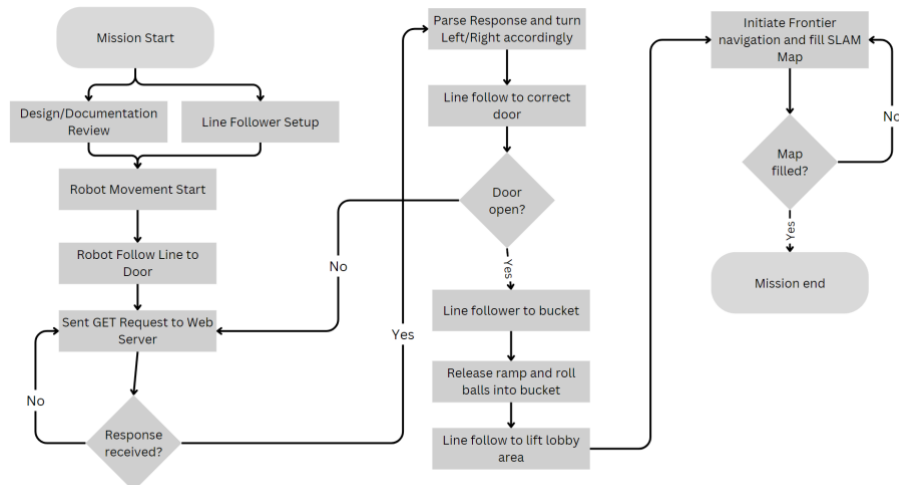 Mission Start
Design/Documentation
Review
Line Follower Setup
Robot Movement Start
Robot Follow Line to
Door
Sent GET Request to Web
Server
No
Response
received?
Yes
Parse Response and turn
Left/Right accordingly
Line follow to correct
door
Door
open?
No
Yes
Line follower to bucket
Release ramp and roll
balls into bucket
Line follow to lift lobby
area
Initiate Frontier
navigation and fill SLAM
Map
No
Map
filled?
Yes
Mission end